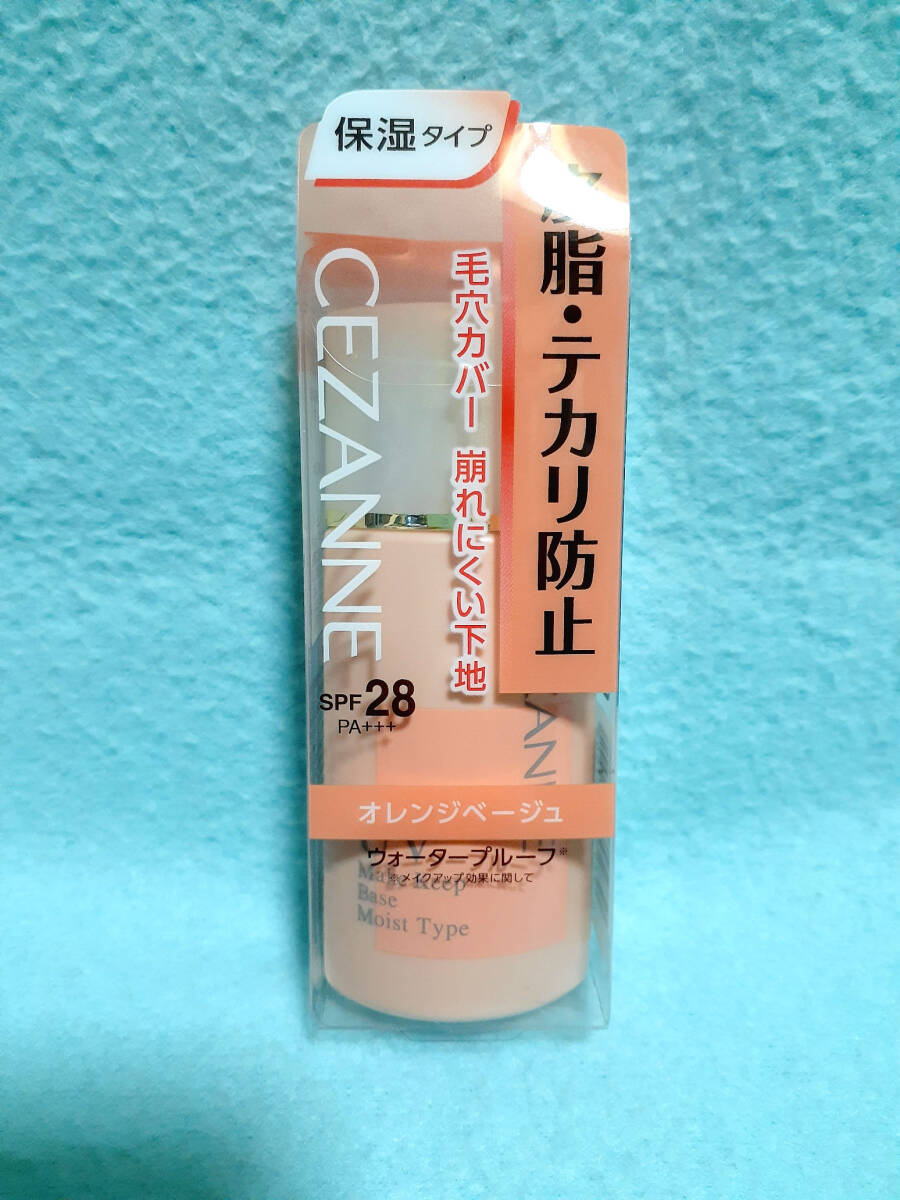 保湿タイプ
皮脂・テカリ防止
毛穴カバー 崩れにくい下地
CEZANNE
SPF28
PA+++
オレンジベージュ
ウォータープルーフ※
※メイクアップ効果に関して
Make Keep
Base
Moist Type